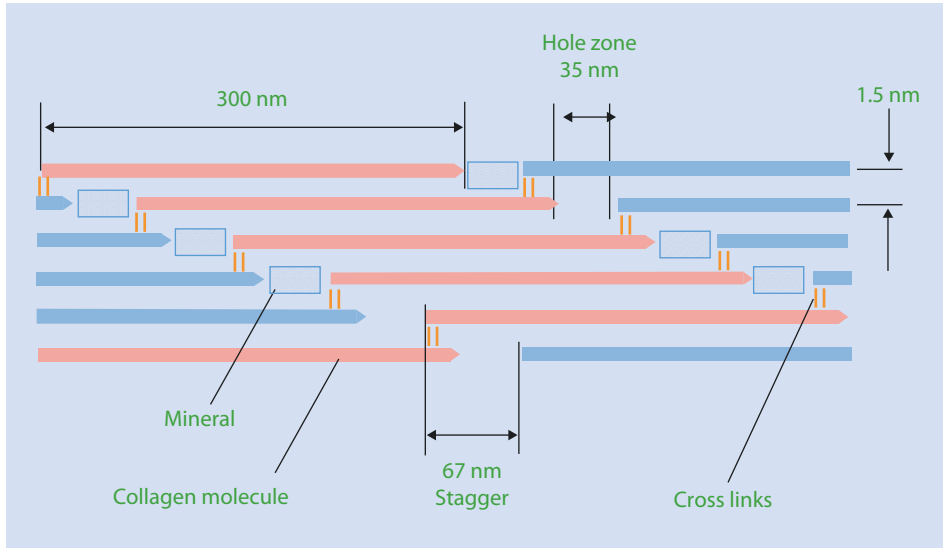 Hole zone
35 nm
300 nm
1.5 nm
Mineral
67 nm
Stagger
Collagen molecule
Cross links